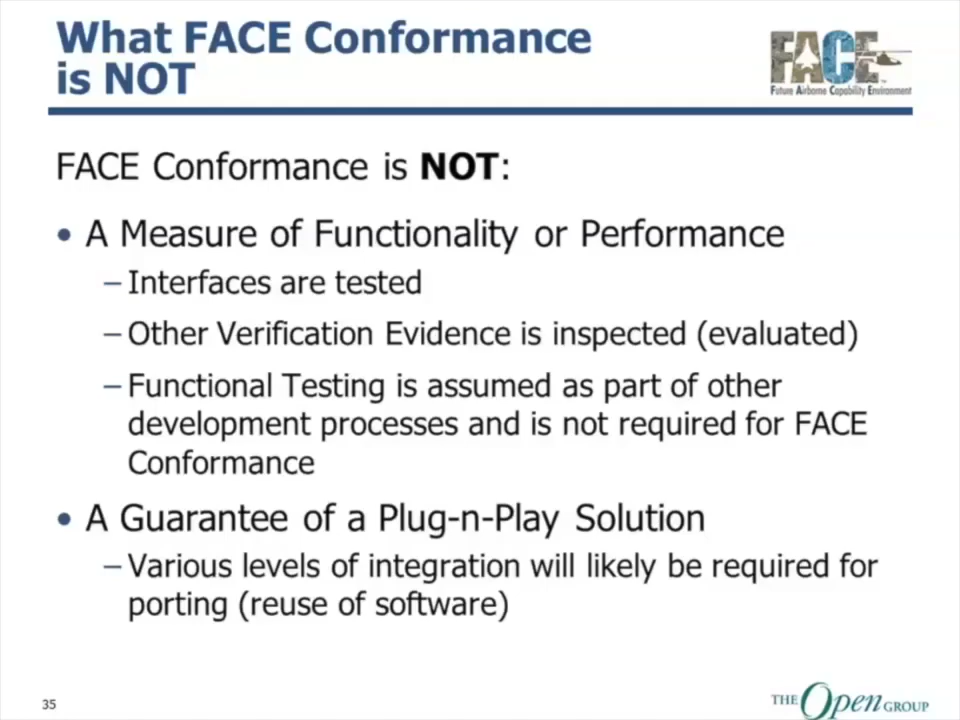 What FACE Conformance
is NOT
FACE
Future Airborne Capability Environment
FACE Conformance is NOT:
• A Measure of Functionality or Performance
– Interfaces are tested
– Other Verification Evidence is inspected (evaluated)
– Functional Testing is assumed as part of other
development processes and is not required for FACE
Conformance
• A Guarantee of a Plug-n-Play Solution
– Various levels of integration will likely be required for
porting (reuse of software)
35
THE Open GROUP